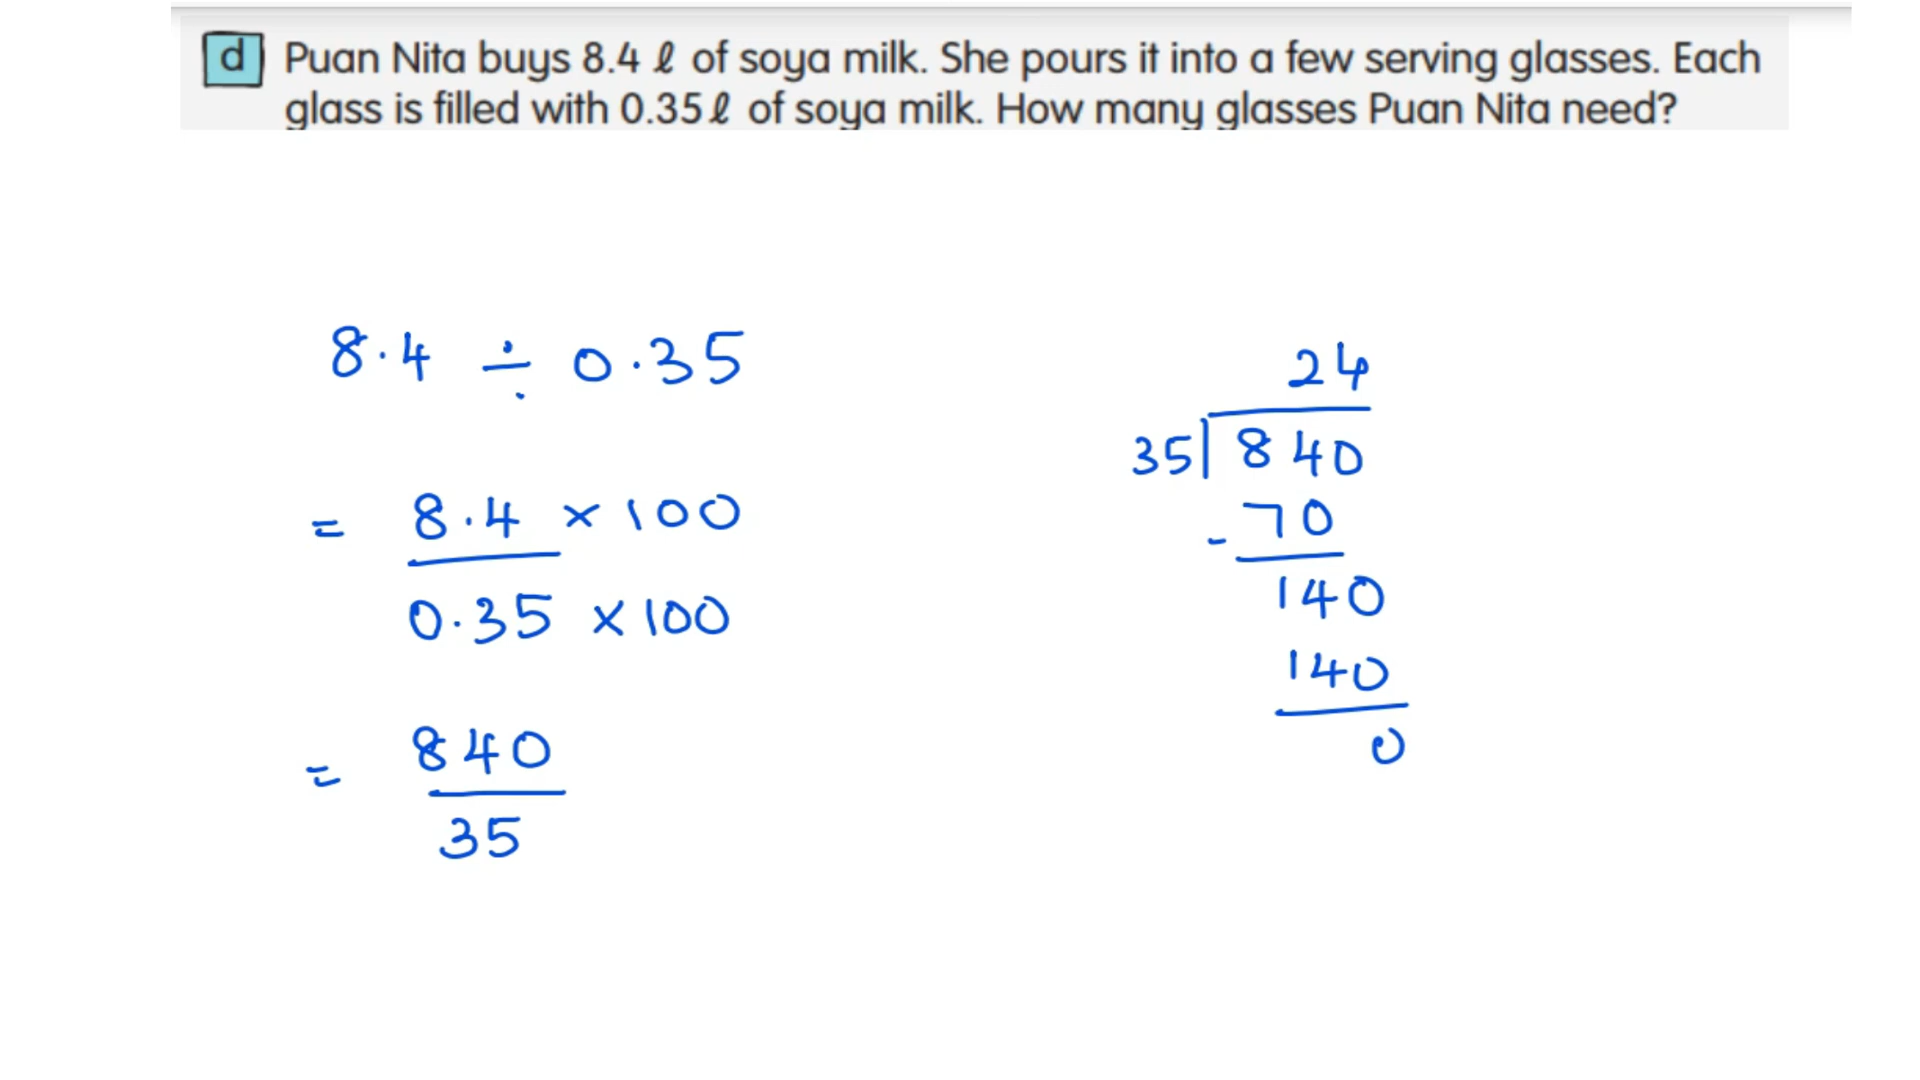 d Puan Nita buys 8.4 ℓ of soya milk. She pours it into a few serving glasses. Each
glass is filled with 0.35 ℓ of soya milk. How many glasses Puan Nita need?
8.4 ÷ 0.35
= 8.4 × 100
0.35 × 100
= 840
35
24
35 840
- 70
140
140
0